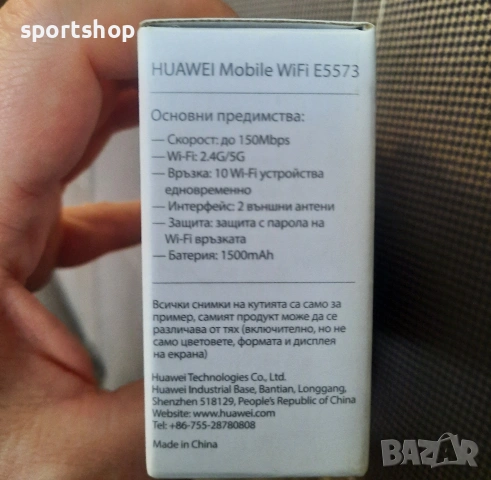 sportshop
HUAWEI Mobile WiFi E5573
Основни предимства:
— Скорост: до 150Mbps
— Wi-Fi: 2.4G/5G
— Връзка: 10 Wi-Fi устройства
едновременно
— Интерфейс: 2 външни антени
— Защита: защита с парола на
Wi-Fi връзката
— Батерия: 1500mAh
Всички снимки на кутията са само за
пример, самият продукт може да се
различава от тях (включително, но не
само цветовете, формата и дисплея
на екрана)
Huawei Technologies Co., Ltd.
Huawei Industrial Base, Bantian, Longgang,
Shenzhen 518129, People's Republic of China
Website: www.huawei.com
Tel: +86-755-28780808
Made in China
BAZAR